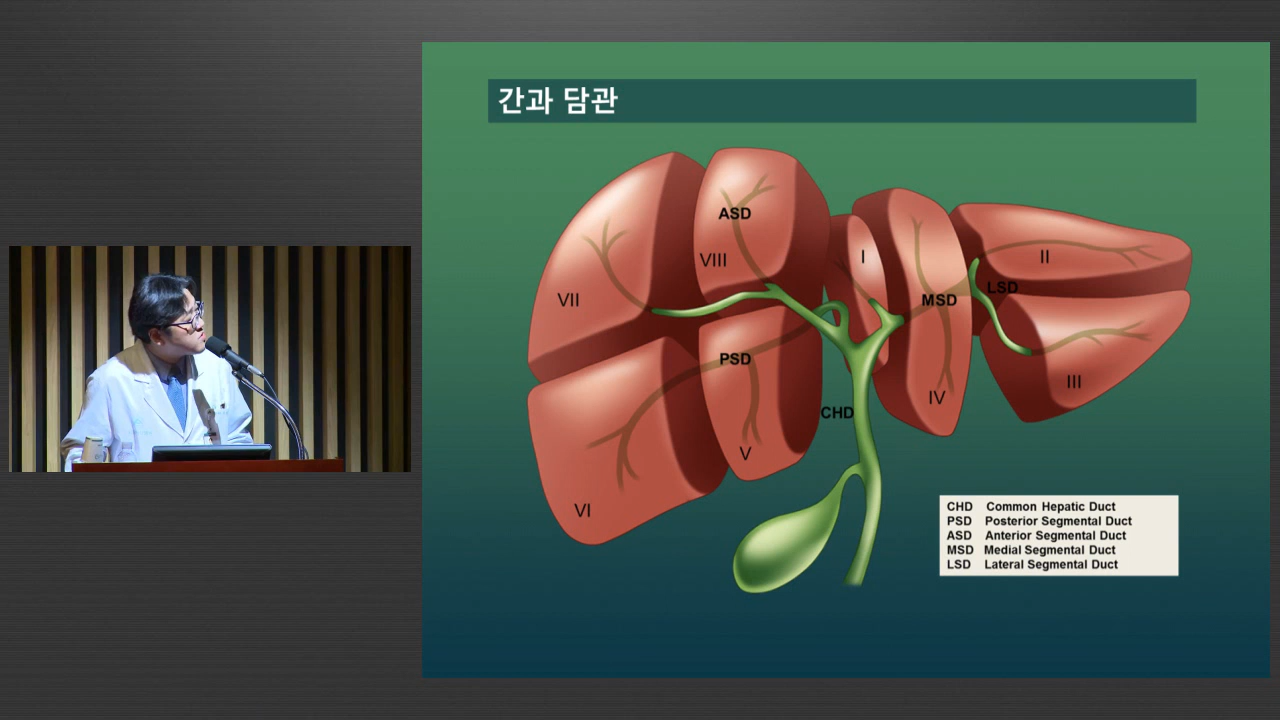 간과 담관
ASD
VIII
VII
I
II
MSD
LSD
PSD
III
IV
CHD
V
VI
CHD Common Hepatic Duct
PSD Posterior Segmental Duct
ASD Anterior Segmental Duct
MSD Medial Segmental Duct
LSD Lateral Segmental Duct